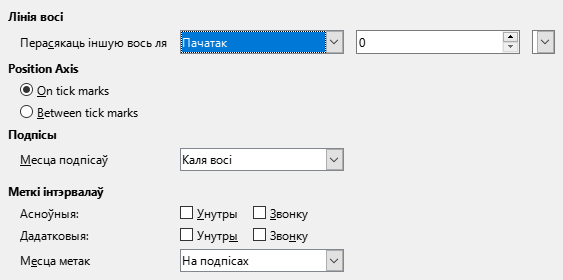 Лінія восі
Перасякаць іншую вось ля Пачатак 0
Position Axis
On tick marks
Between tick marks
Подпісы
Месца подпісаў Каля восі
Меткі інтэрвалаў
Асноўныя: Унутры Звонку
Дадатковыя: Унутры Звонку
Месца метак На подпісах